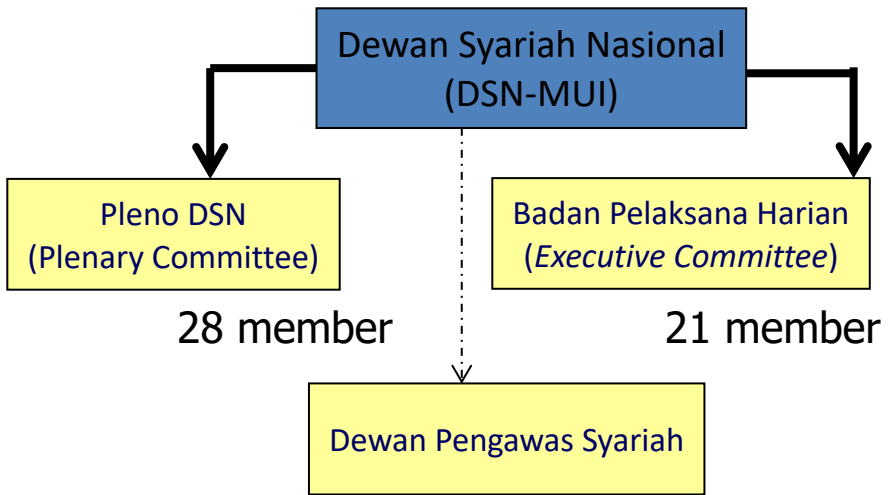 Dewan Syariah Nasional
(DSN-MUI)
Pleno DSN
(Plenary Committee)
Badan Pelaksana Harian
(Executive Committee)
28 member
21 member
Dewan Pengawas Syariah